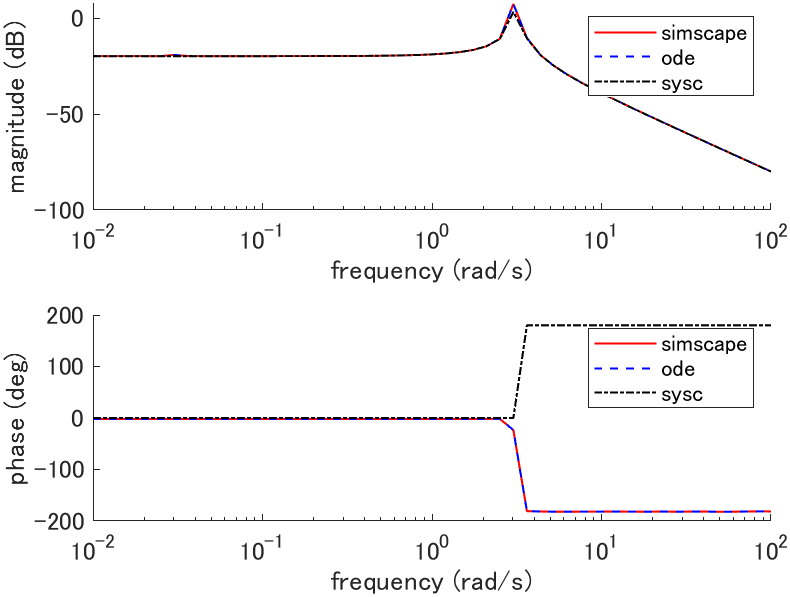 magnitude (dB)
0
-50
-100
simscape
ode
sysc
10^-2
10^-1
10^0
10^1
10^2
frequency (rad/s)
phase (deg)
200
100
0
-100
-200
simscape
ode
sysc
10^-2
10^-1
10^0
10^1
10^2
frequency (rad/s)